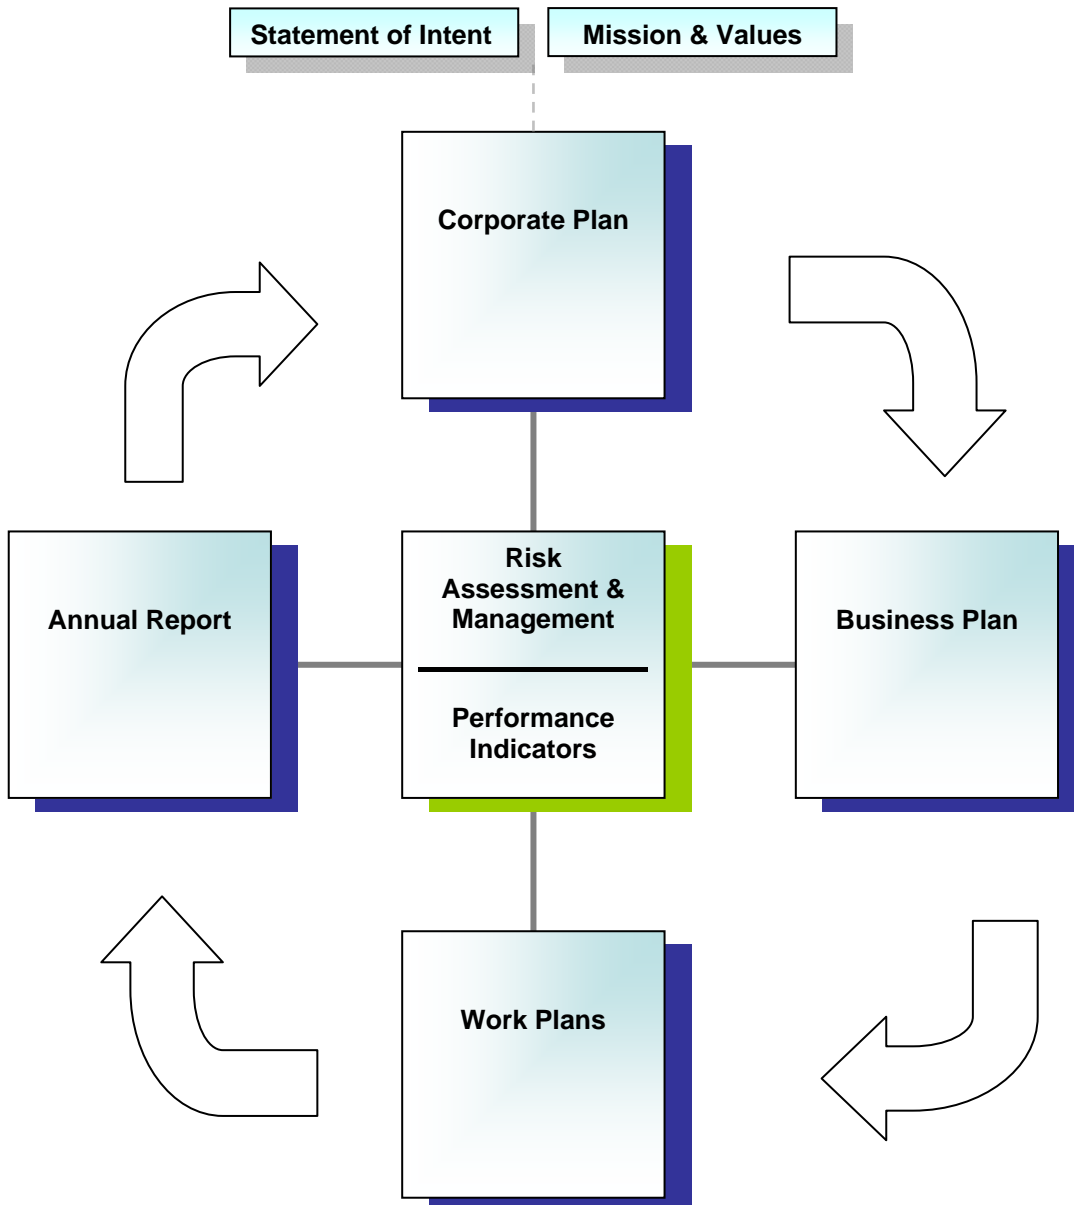 Statement of Intent
Mission & Values
Corporate Plan
Annual Report
Risk
Assessment &
Management
Performance
Indicators
Business Plan
Work Plans